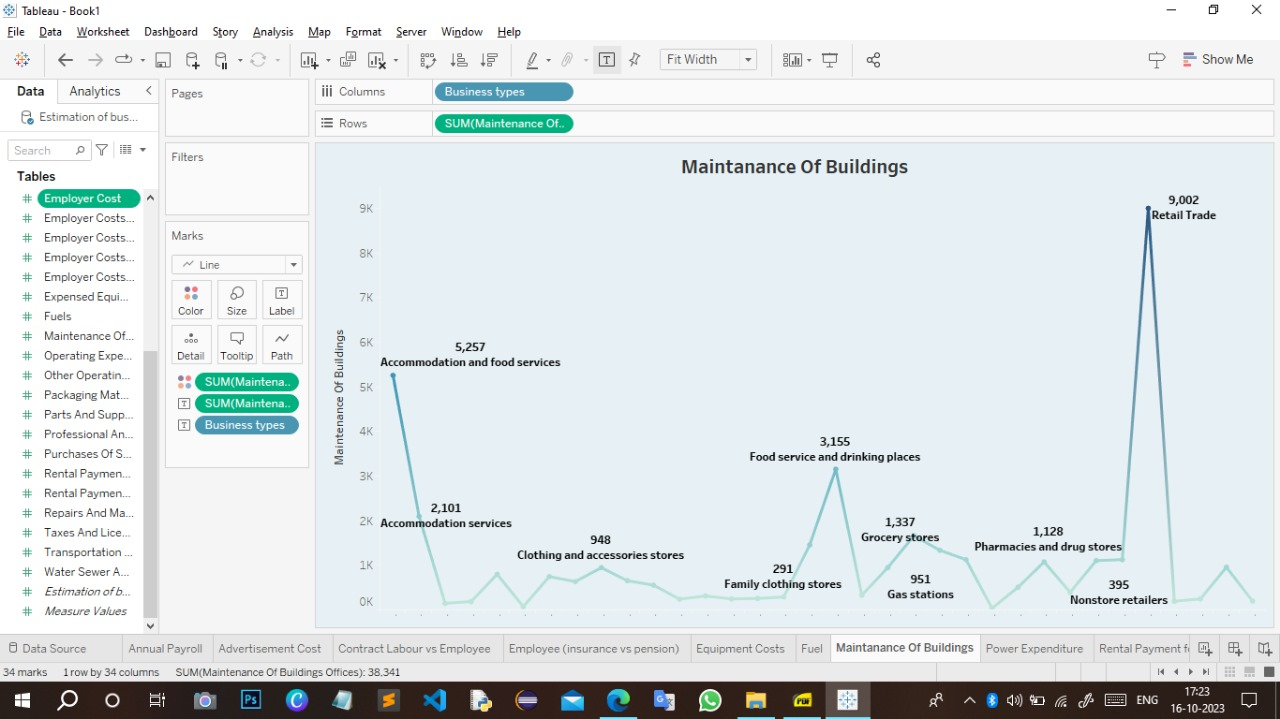 Tableau - Book1
File Data Worksheet Dashboard Story Analysis Map Format Server Window Help
Fit Width
Show Me
Data Analytics
Estimation of bus...
Search
Tables
Employer Cost
Employer Costs...
Employer Costs...
Employer Costs...
Employer Costs...
Expensed Equi...
Fuels
Maintenance Of...
Operating Expe...
Other Operatin...
Packaging Mat...
Parts And Supp...
Professional An...
Purchases Of S...
Rental Paymen...
Rental Paymen...
Repairs And Ma...
Taxes And Lice...
Transportation ...
Water Sewer A...
Estimation of b...
Measure Values
Pages
Filters
Marks
Line
Color Size Label
Detail Tooltip Path
SUM(Maintena..
SUM(Maintena..
Business types
Columns
Business types
Rows
SUM(Maintenance Of..
Maintanance Of Buildings
Maintenance Of Buildings
9K
8K
7K
6K
5K
4K
3K
2K
1K
0K
5,257
Accommodation and food services
2,101
Accommodation services
948
Clothing and accessories stores
291
Family clothing stores
3,155
Food service and drinking places
1,337
Grocery stores
951
Gas stations
1,128
Pharmacies and drug stores
395
Nonstore retailers
9,002
Retail Trade
Data Source Annual Payroll Advertisement Cost Contract Labour vs Employee Employee (insurance vs pension) Equipment Costs Fuel Maintanance Of Buildings Power Expenditure Rental Payment fo
34 marks 1 row by 34 columns SUM(Maintenance Of Buildings Offices): 38,341
Ps
PDF
ENG
17:23
16-10-2023